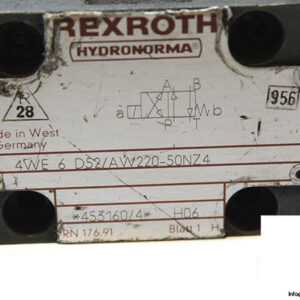 REXROTH
HYDRONORMA®
R
28
A B
a b
P T
956
de in West
Germany
4WE 6 D52/AW220-50NZ4
*453160/4* H06
RN 176.91 Blatt 1 H